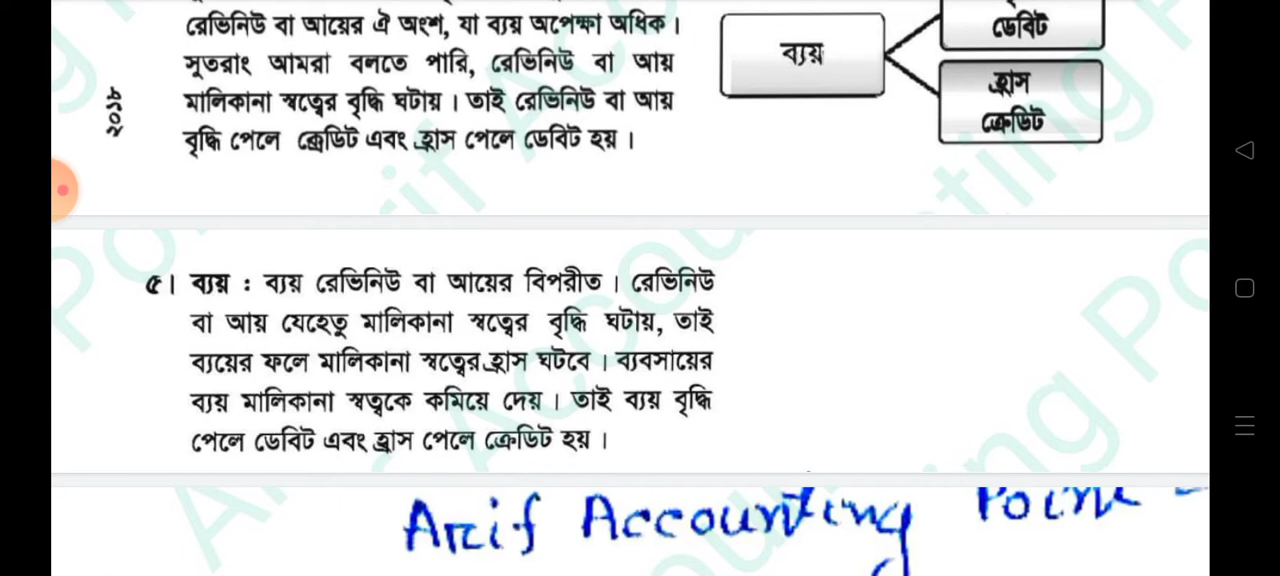 রেভিনিউ বা আয়ের ঐ অংশ, যা ব্যয় অপেক্ষা অধিক।
সুতরাং আমরা বলতে পারি, রেভিনিউ বা আয়
মালিকানা স্বত্বের বৃদ্ধি ঘটায়। তাই রেভিনিউ বা আয়
বৃদ্ধি পেলে ক্রেডিট এবং হ্রাস পেলে ডেবিট হয়।
ব্যয়
ডেবিট
হ্রাস
ক্রেডিট
৫। ব্যয় : ব্যয় রেভিনিউ বা আয়ের বিপরীত। রেভিনিউ
বা আয় যেহেতু মালিকানা স্বত্বের বৃদ্ধি ঘটায়, তাই
ব্যয়ের ফলে মালিকানা স্বত্বের হ্রাস ঘটবে। ব্যবসায়ের
ব্যয় মালিকানা স্বত্বকে কমিয়ে দেয়। তাই ব্যয় বৃদ্ধি
পেলে ডেবিট এবং হ্রাস পেলে ক্রেডিট হয়।
Arif Accounting Point